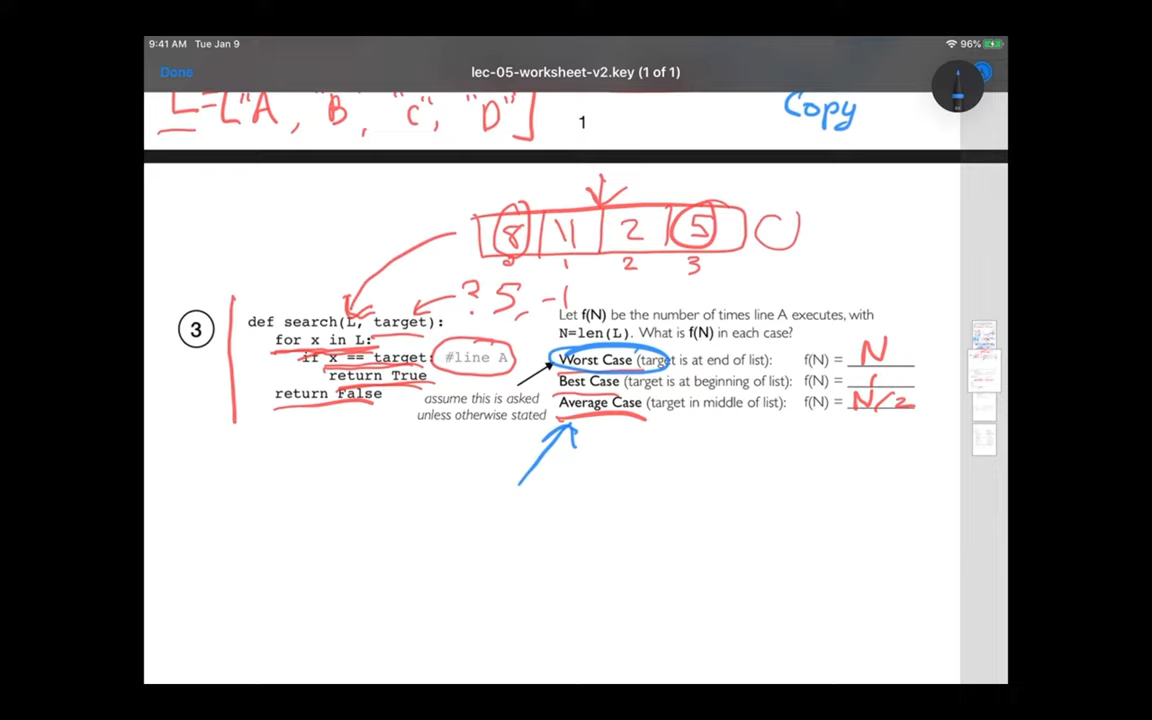 9:41 AM Tue Jan 9
96%
Done
lec-05-worksheet-v2.key (1 of 1)
L=["A, "B, "C", "D"]
1
Copy
8 11 2 5
0 1 2 3
? 5, -1
3
def search(L, target):
for x in L:
if x == target: #line A
return True
return False
assume this is asked
unless otherwise stated
Let f(N) be the number of times line A executes, with
N=len(L). What is f(N) in each case?
Worst Case (target is at end of list): f(N) = N
Best Case (target is at beginning of list): f(N) = 1
Average Case (target in middle of list): f(N) = N/2